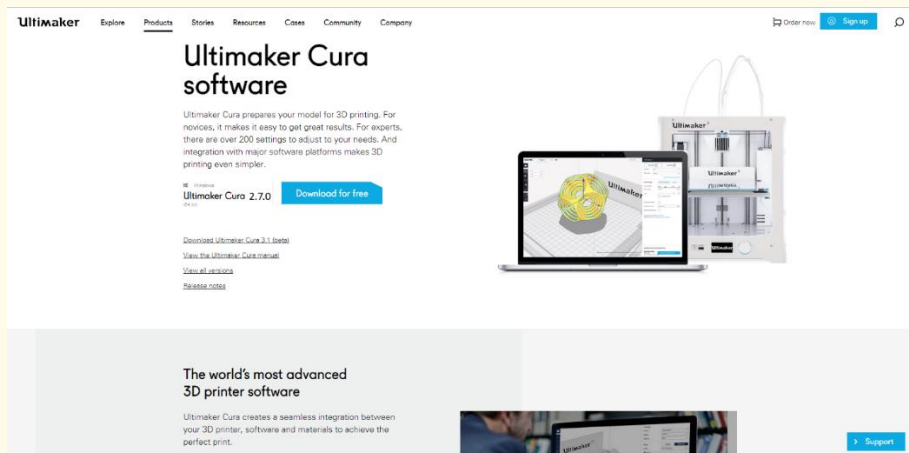 Ultimaker Explore Products Stories Resources Cases Community Company Order now Sign up
Ultimaker Cura
software
Ultimaker Cura prepares your model for 3D printing. For
novices, it makes it easy to get great results. For experts,
there are over 200 settings to adjust to your needs. And
integration with major software platforms makes 3D
printing even simpler.
Ultimaker Cura 2.7.0 Download for free
Download Ultimaker Cura 3.1 (beta)
View the Ultimaker Cura manual
View all versions
Release notes
Ultimaker
Ultimaker
Ultimaker
Ultimaker
The world's most advanced
3D printer software
Ultimaker Cura creates a seamless integration between
your 3D printer, software and materials to achieve the
perfect print.
Ultimaker
Support